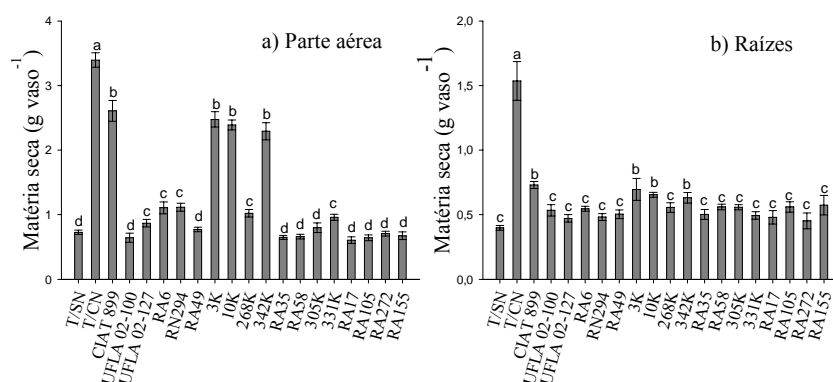 a) Parte aérea
Matéria seca (g vaso-1)
4
3
2
1
0
d
a
b
d
c
c
c
d
b
b
c
b
d
d
c
c
d
d
d
d
T/SN
T/CN
CIAT 899
UFLA 02-100
UFLA 02-127
RA6
RN294
RA49
3K
10K
268K
342K
RA35
RA58
305K
331K
RA17
RA105
RA272
RA155
b) Raízes
Matéria seca (g vaso-1)
2,0
1,5
1,0
0,5
0,0
c
a
b
c
c
c
c
c
b
b
c
b
c
c
c
c
c
c
c
c
T/SN
T/CN
CIAT 899
UFLA 02-100
UFLA 02-127
RA6
RN294
RA49
3K
10K
268K
342K
RA35
RA58
305K
331K
RA17
RA105
RA272
RA155